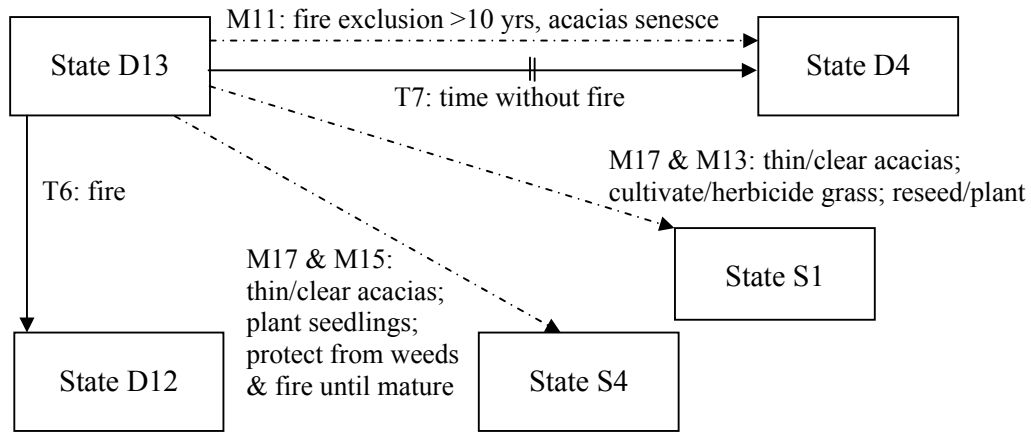 M11: fire exclusion >10 yrs, acacias senesce
State D13
State D4
T7: time without fire
M17 & M13: thin/clear acacias;
cultivate/herbicide grass; reseed/plant
T6: fire
State S1
M17 & M15:
thin/clear acacias;
plant seedlings;
protect from weeds
& fire until mature
State D12
State S4